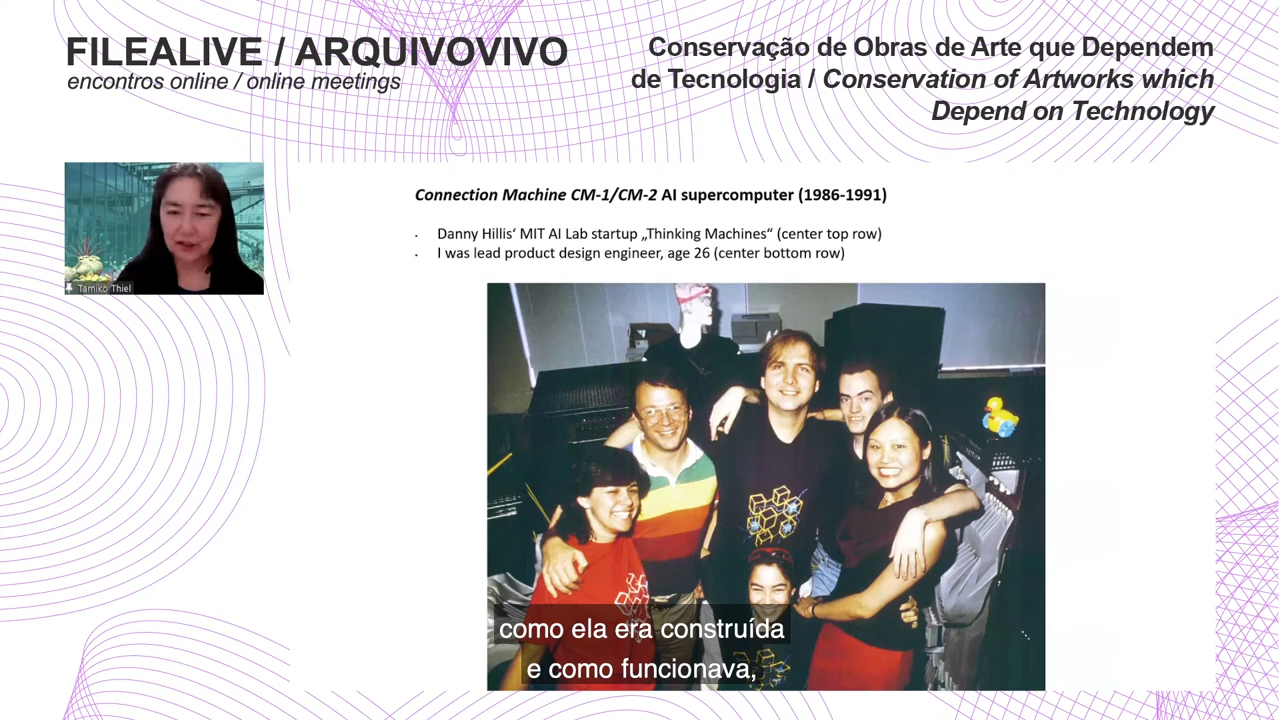 FILEALIVE / ARQUIVOVIVO
encontros online / online meetings
Conservação de Obras de Arte que Dependem
de Tecnologia / Conservation of Artworks which
Depend on Technology
Tamiko Thiel
Connection Machine CM-1/CM-2 AI supercomputer (1986-1991)
· Danny Hillis‘ MIT AI Lab startup „Thinking Machines“ (center top row)
· I was lead product design engineer, age 26 (center bottom row)
como ela era construída
e como funcionava,